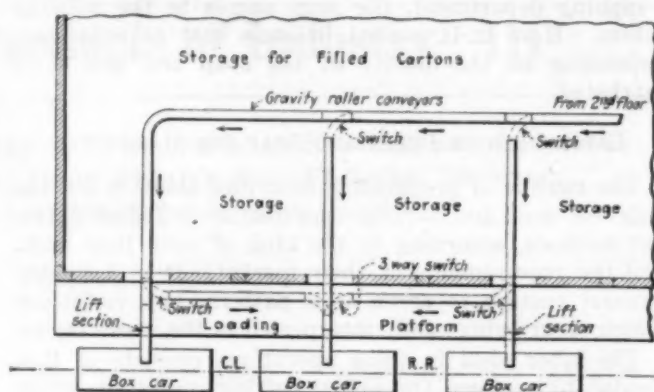 Storage for Filled Cartons
Gravity roller conveyors
From 2nd floor
Switch
Switch
Storage
Storage
Storage
3 way switch
Switch
Switch
Lift section
Loading
Platform
Lift section
C.L.
R.R.
Box car
Box car
Box car